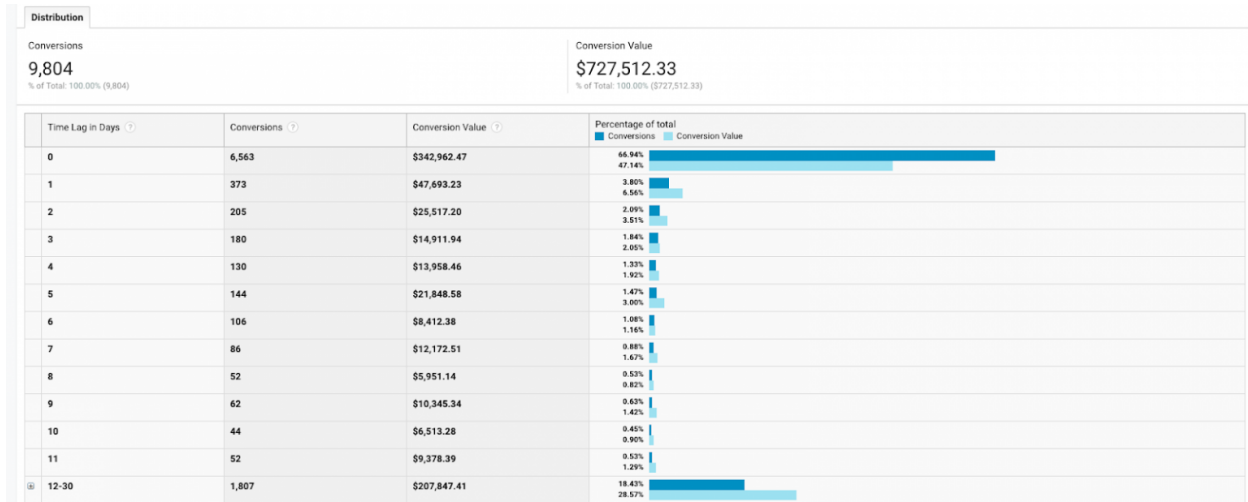 Distribution
Conversions
9,804
% of Total: 100.00% (9,804)
Conversion Value
$727,512.33
% of Total: 100.00% ($727,512.33)
Time Lag in Days ? Conversions ? Conversion Value ? Percentage of total
Conversions Conversion Value
0 6,563 $342,962.47 66.94%
47.14%
1 373 $47,693.23 3.80%
6.56%
2 205 $25,517.20 2.09%
3.51%
3 180 $14,911.94 1.84%
2.05%
4 130 $13,958.46 1.33%
1.92%
5 144 $21,848.58 1.47%
3.00%
6 106 $8,412.38 1.08%
1.16%
7 86 $12,172.51 0.88%
1.67%
8 52 $5,951.14 0.53%
0.82%
9 62 $10,345.34 0.63%
1.42%
10 44 $6,513.28 0.45%
0.90%
11 52 $9,378.39 0.53%
1.29%
12-30 1,807 $207,847.41 18.43%
28.57%